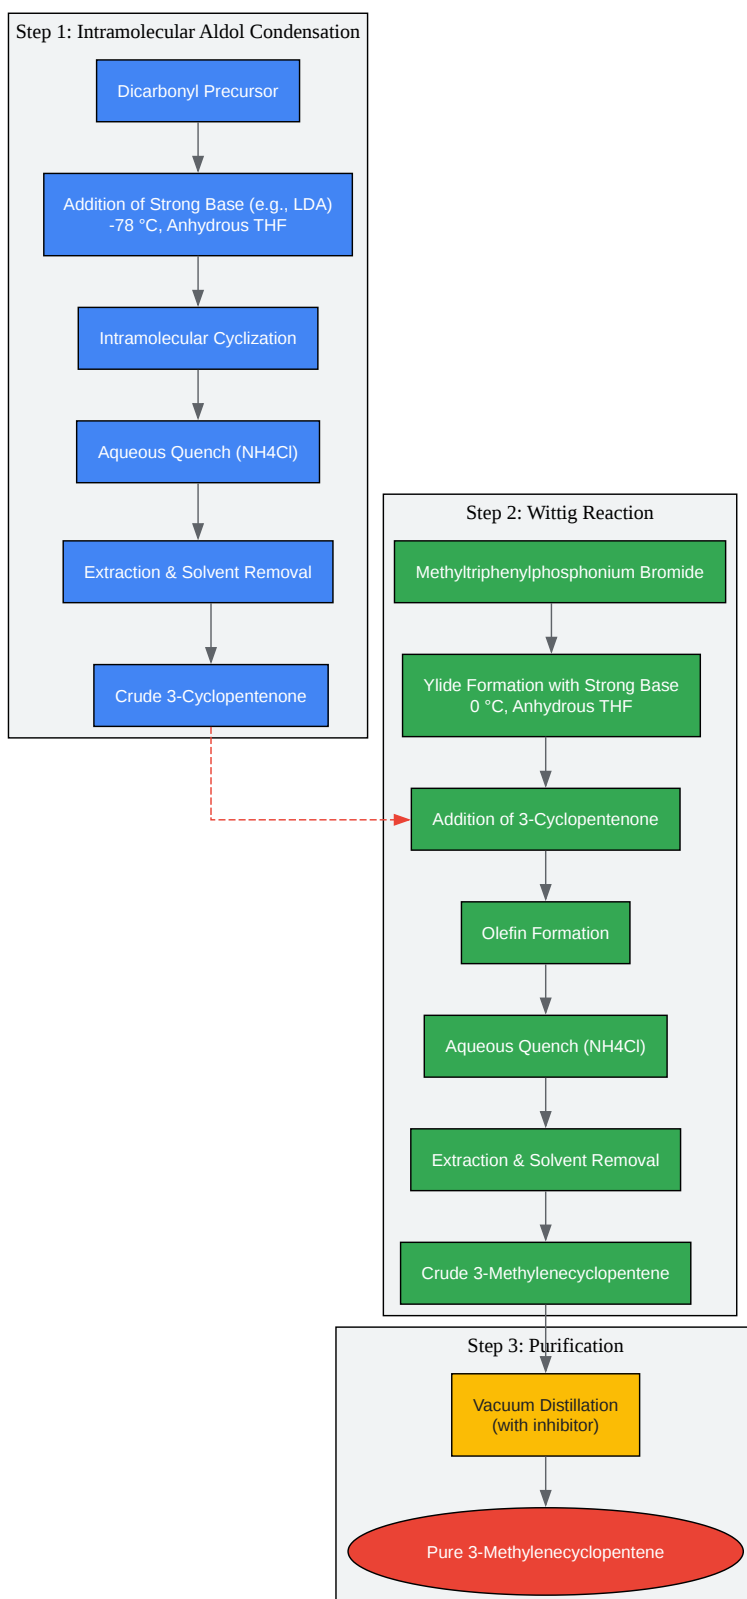 Step 1: Intramolecular Aldol Condensation
Dicarbonyl Precursor
Addition of Strong Base (e.g., LDA)
-78 °C, Anhydrous THF
Intramolecular Cyclization
Aqueous Quench (NH4Cl)
Extraction & Solvent Removal
Crude 3-Cyclopentenone
Step 2: Wittig Reaction
Methyltriphenylphosphonium Bromide
Ylide Formation with Strong Base
0 °C, Anhydrous THF
Addition of 3-Cyclopentenone
Olefin Formation
Aqueous Quench (NH4Cl)
Extraction & Solvent Removal
Crude 3-Methylenecyclopentene
Step 3: Purification
Vacuum Distillation
(with inhibitor)
Pure 3-Methylenecyclopentene